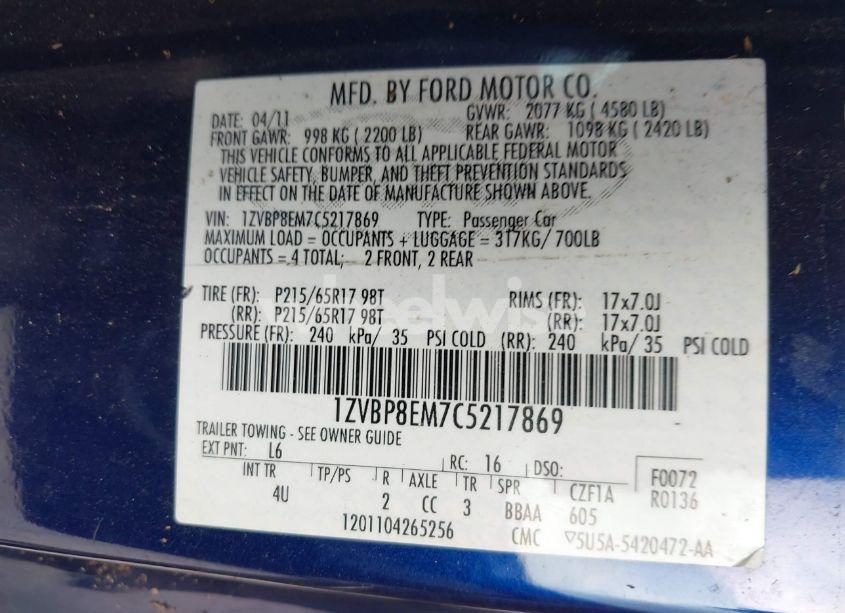 MFD. BY FORD MOTOR CO.
DATE: 04/11 GVWR: 2077 KG ( 4580 LB)
FRONT GAWR: 998 KG ( 2200 LB) REAR GAWR: 1098 KG ( 2420 LB)
THIS VEHICLE CONFORMS TO ALL APPLICABLE FEDERAL MOTOR
VEHICLE SAFETY, BUMPER, AND THEFT PREVENTION STANDARDS
IN EFFECT ON THE DATE OF MANUFACTURE SHOWN ABOVE.
VIN: 1ZVBP8EM7C5217869 TYPE: Passenger Car
MAXIMUM LOAD = OCCUPANTS + LUGGAGE = 317KG/ 700LB
OCCUPANTS = 4 TOTAL; 2 FRONT, 2 REAR
TIRE (FR): P215/65R17 98T RIMS (FR): 17x7.0J
(RR): P215/65R17 98T (RR): 17x7.0J
PRESSURE (FR): 240 kPa/ 35 PSI COLD (RR): 240 kPa/ 35 PSI COLD
1ZVBP8EM7C5217869
TRAILER TOWING - SEE OWNER GUIDE
EXT PNT: L6 RC: 16 DSO: F0072
INT TR TP/PS R AXLE TR SPR CZF1A R0136
4U 2 CC 3 BBAA 605
1201104265256 CMC ▽5U5A-5420472-AA